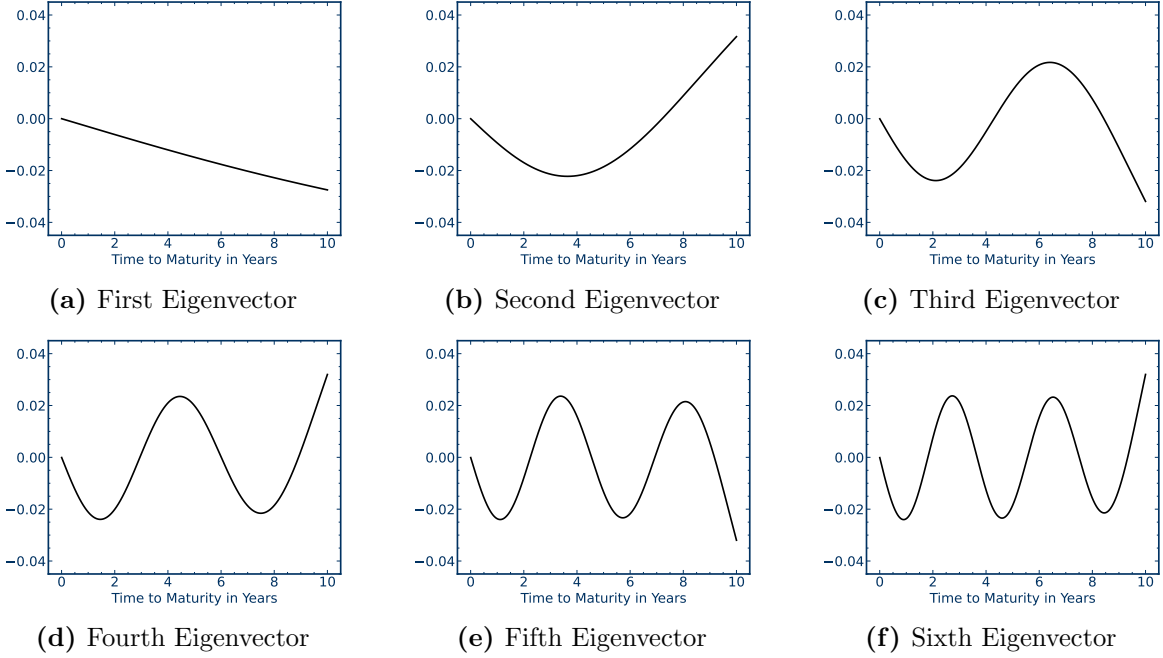 0.04
0.02
0.00
−0.02
−0.04
0 2 4 6 8 10
Time to Maturity in Years
(a) First Eigenvector
0.04
0.02
0.00
−0.02
−0.04
0 2 4 6 8 10
Time to Maturity in Years
(b) Second Eigenvector
0.04
0.02
0.00
−0.02
−0.04
0 2 4 6 8 10
Time to Maturity in Years
(c) Third Eigenvector
0.04
0.02
0.00
−0.02
−0.04
0 2 4 6 8 10
Time to Maturity in Years
(d) Fourth Eigenvector
0.04
0.02
0.00
−0.02
−0.04
0 2 4 6 8 10
Time to Maturity in Years
(e) Fifth Eigenvector
0.04
0.02
0.00
−0.02
−0.04
0 2 4 6 8 10
Time to Maturity in Years
(f) Sixth Eigenvector